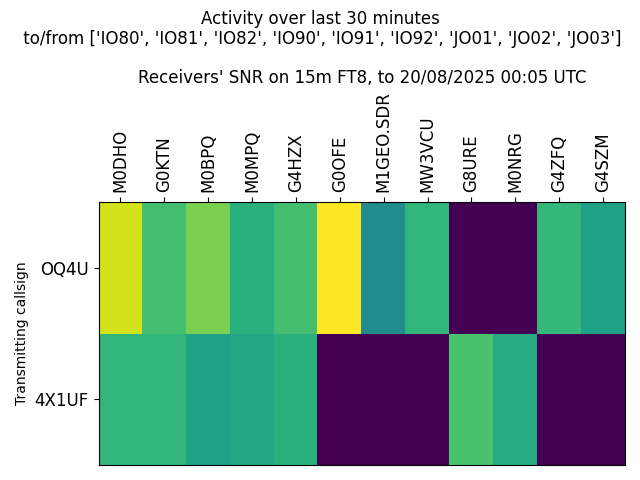 Activity over last 30 minutes
to/from ['IO80', 'IO81', 'IO82', 'IO90', 'IO91', 'IO92', 'JO01', 'JO02', 'JO03']
Receivers' SNR on 15m FT8, to 20/08/2025 00:05 UTC
M0DHO
G0KTN
M0BPQ
M0MPQ
G4HZX
G0OFE
M1GEO.SDR
MW3VCU
G8URE
M0NRG
G4ZFQ
G4SZM
Transmitting callsign
OQ4U
4X1UF